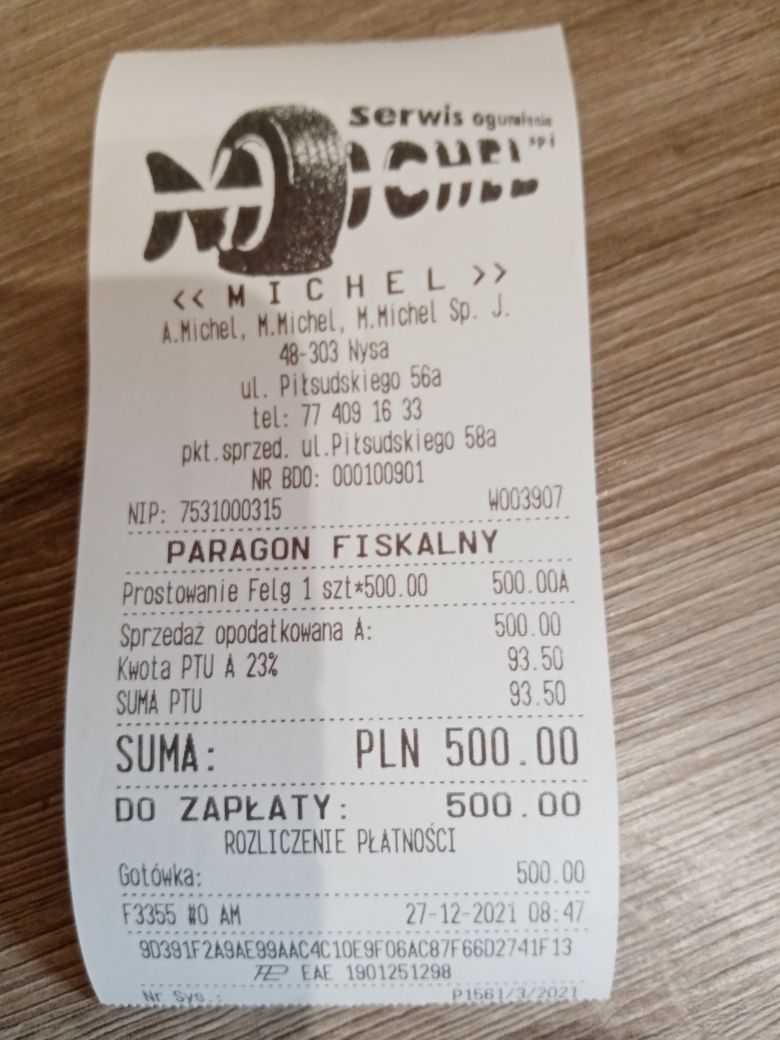 serwis ogumienia
MICHEL sp j
<< M I C H E L >>
A.Michel, M.Michel, M.Michel Sp. J.
48-303 Nysa
ul. Piłsudskiego 56a
tel: 77 409 16 33
pkt.sprzed. ul.Piłsudskiego 58a
NR BDO: 000100901
NIP: 7531000315 W003907
PARAGON FISKALNY
Prostowanie Felg 1 szt*500.00 500.00A
Sprzedaż opodatkowana A: 500.00
Kwota PTU A 23% 93.50
SUMA PTU 93.50
SUMA: PLN 500.00
DO ZAPŁATY: 500.00
ROZLICZENIE PŁATNOŚCI
Gotówka: 500.00
F3355 #0 AM 27-12-2021 08:47
9D391F2A9AE99AAC4C10E9F06AC87F66D2741F13
EAE 1901251298
Nr Sys.: P1561/3/2021